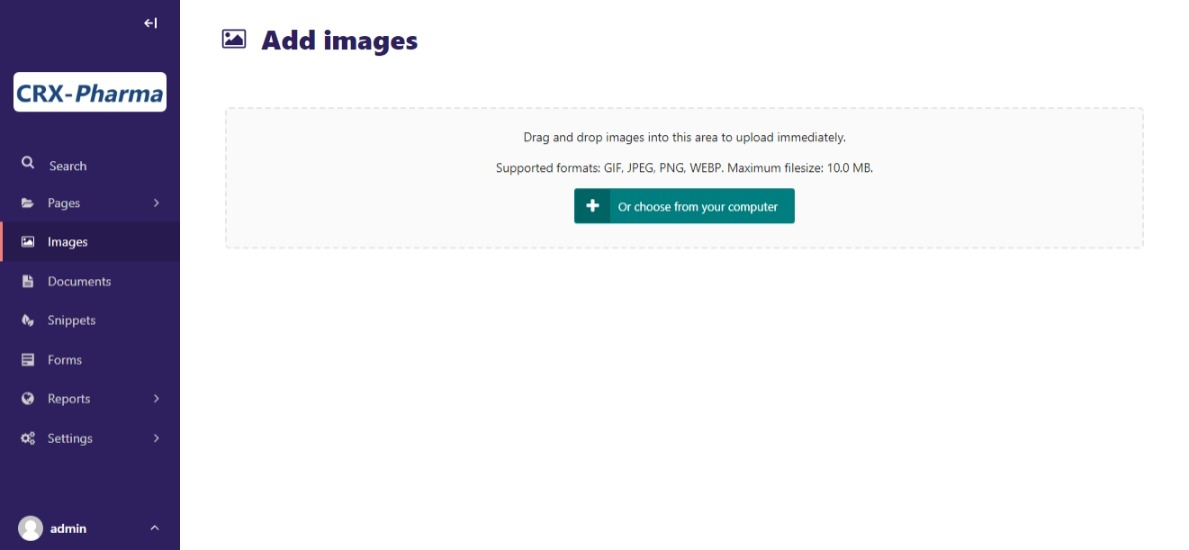 CRX-Pharma
Search
Pages
Images
Documents
Snippets
Forms
Reports
Settings
admin
Add images
Drag and drop images into this area to upload immediately.
Supported formats: GIF, JPEG, PNG, WEBP. Maximum filesize: 10.0 MB.
Or choose from your computer